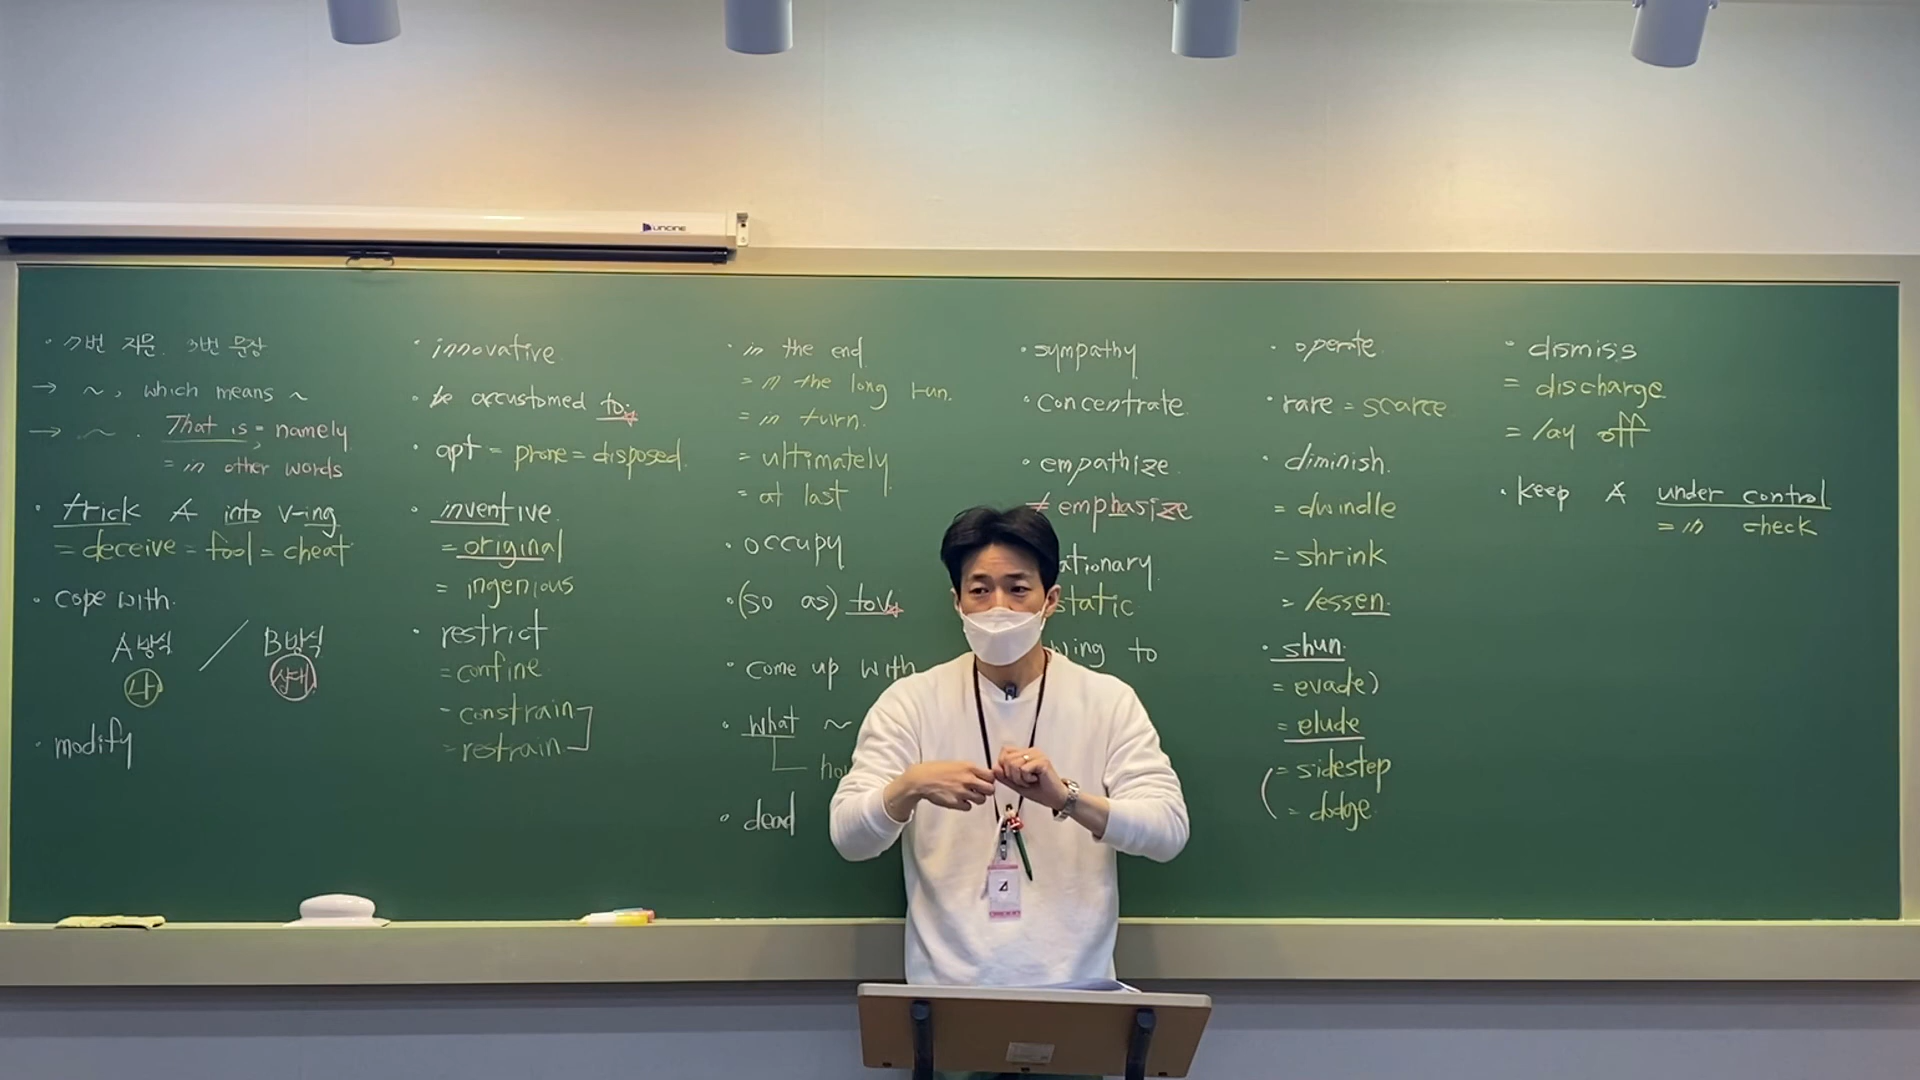 UNCINE
· 7번 지문. 3번 문장
→ ~, which means ~
→ ~. That is, = namely
= in other words
· trick A into v-ing
= deceive = fool = cheat
· cope with.
A방식 / B방식
나 상대
· modify
· innovative.
· be accustomed to;
· apt = prone = disposed.
· inventive.
= original
= ingenious
· restrict
= confine.
= constrain
= restrain
· in the end.
= in the long run.
= in turn.
= ultimately
= at last
· occupy
· (so as) to v
· come up with
· what ~
· dead
· sympathy
· concentrate.
· empathize.
≠ emphasize
ationary
static
wing to
· operate.
· rare = scarce
· diminish.
= dwindle
= shrink
= lessen.
· shun.
= evade)
= elude
(= sidestep
= dodge.
· dismiss
= discharge
= lay off
· keep A under control
= in check